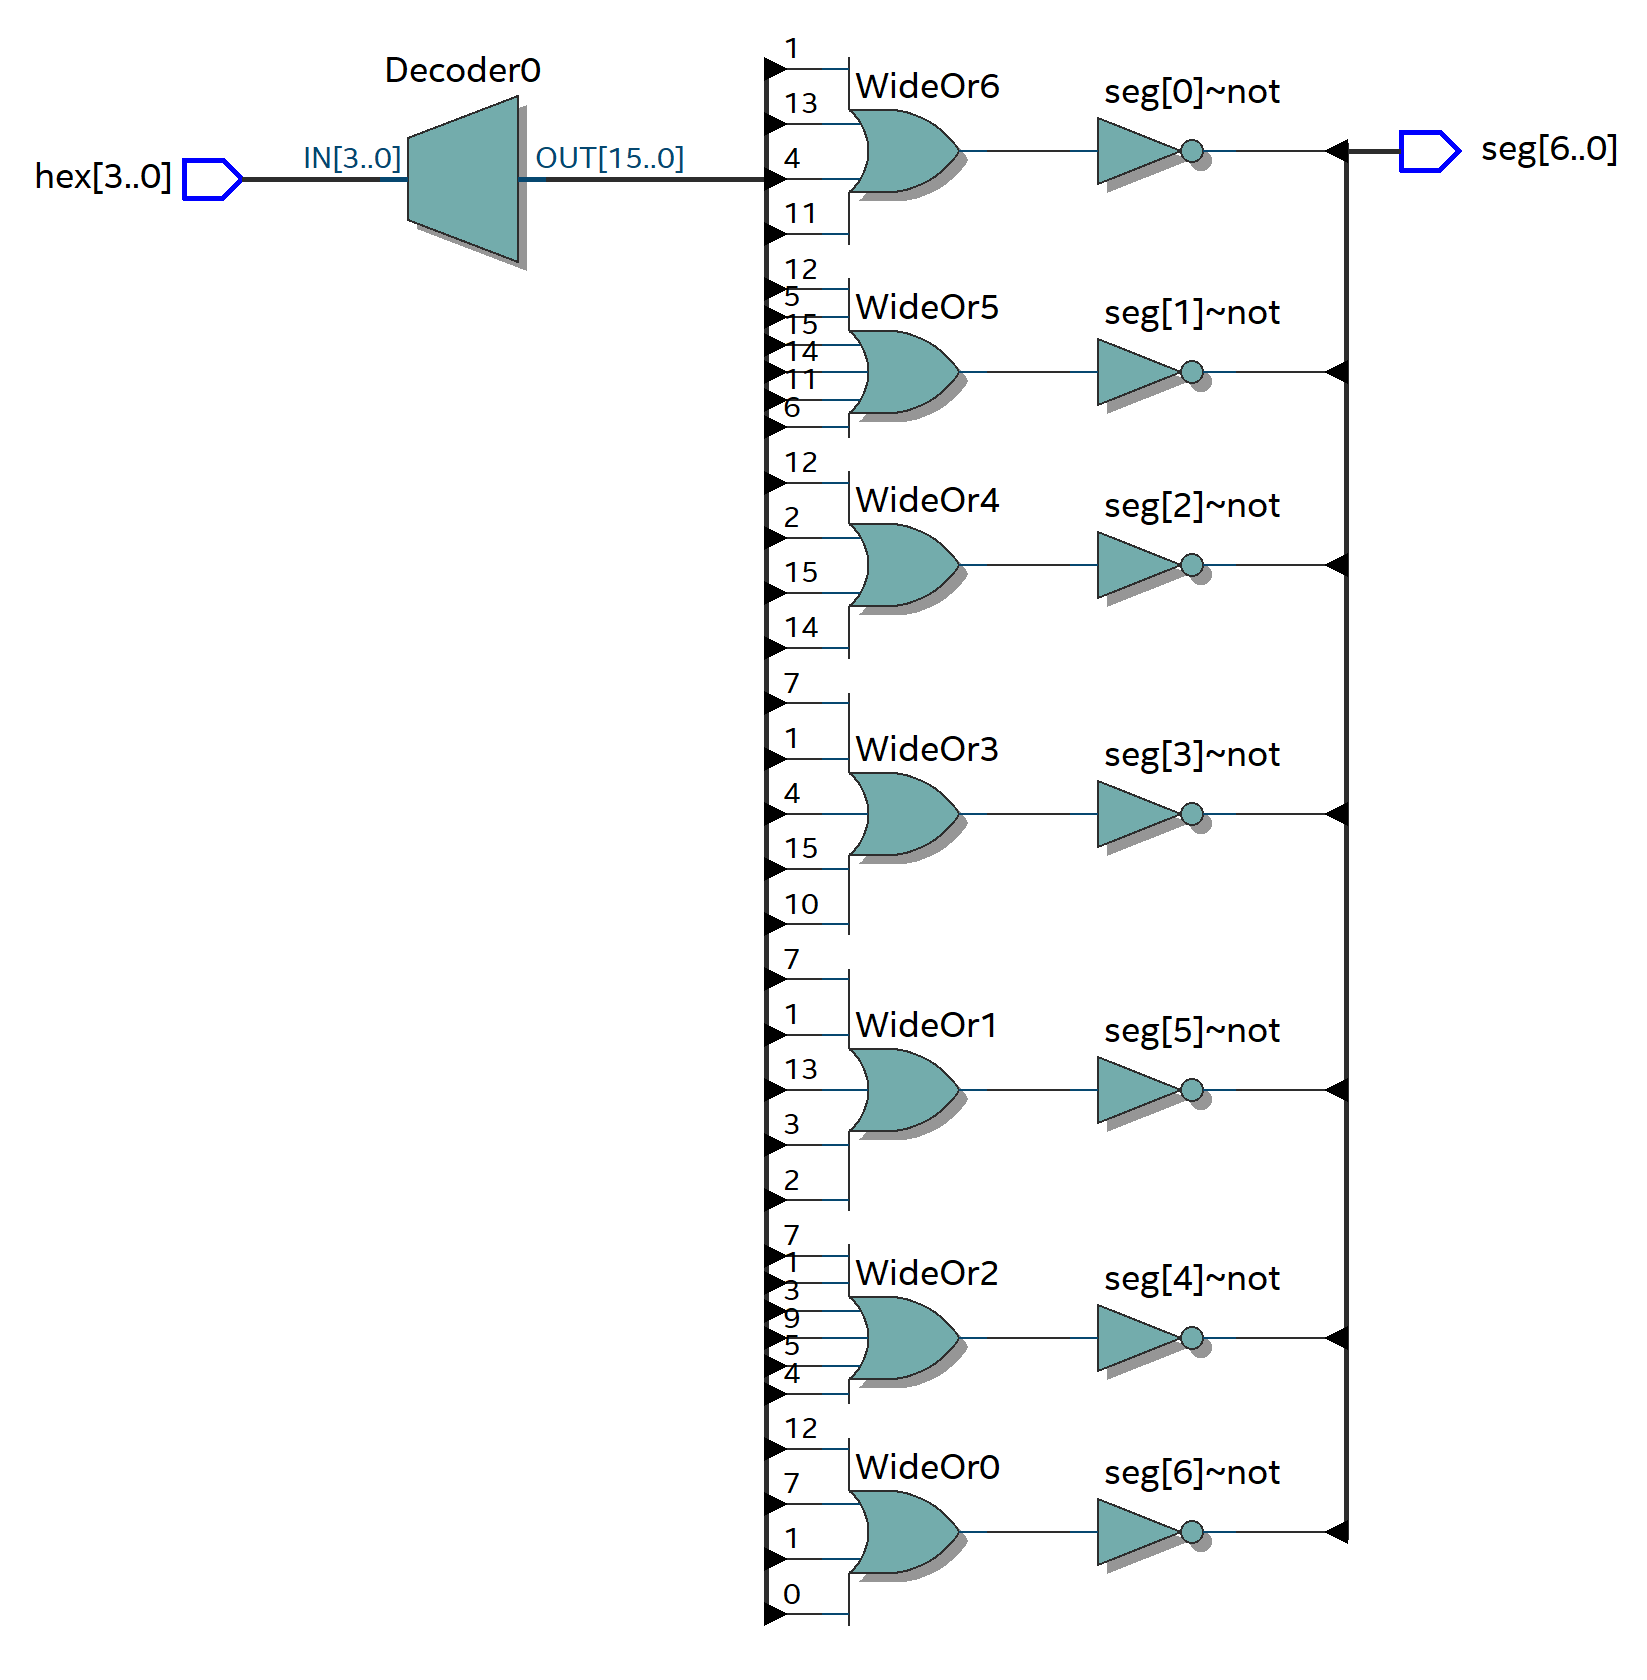 Decoder0
hex[3..0]
IN[3..0]
OUT[15..0]
1
13
4
11
WideOr6
seg[0]~not
seg[6..0]
12
5
15
14
11
6
WideOr5
seg[1]~not
12
2
15
14
WideOr4
seg[2]~not
7
1
4
15
10
WideOr3
seg[3]~not
7
1
13
3
2
WideOr1
seg[5]~not
7
1
3
9
5
4
WideOr2
seg[4]~not
12
7
1
0
WideOr0
seg[6]~not